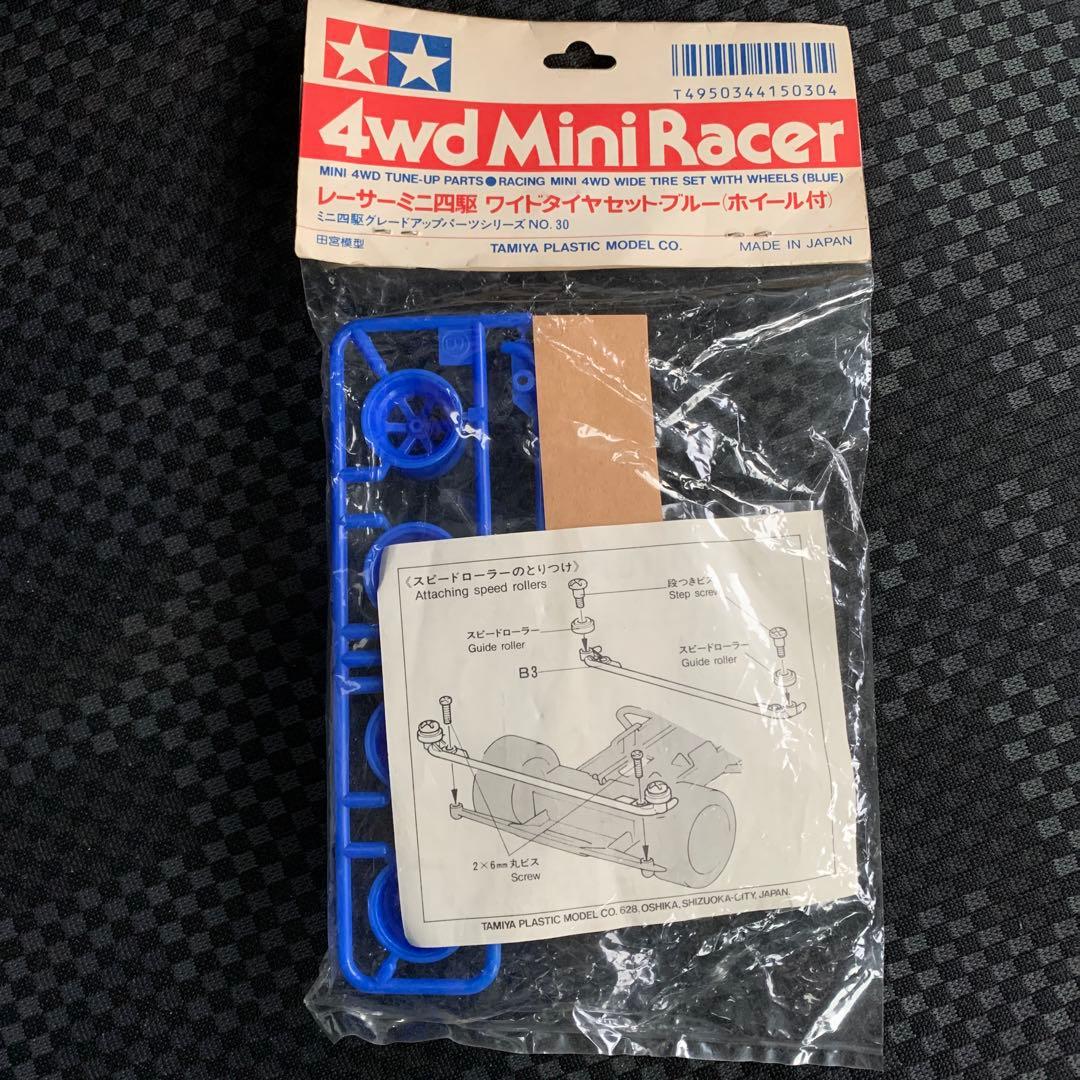 T4950344150304
4wd Mini Racer
MINI 4WD TUNE-UP PARTS●RACING MINI 4WD WIDE TIRE SET WITH WHEELS (BLUE)
レーサーミニ四駆 ワイドタイヤセット・ブルー(ホイール付)
ミニ四駆グレードアップパーツシリーズ NO.30
田宮模型 TAMIYA PLASTIC MODEL CO. MADE IN JAPAN
《スピードローラーのとりつけ》
Attaching speed rollers
段つきビス
Step screw
スピードローラー
Guide roller
スピードローラー
Guide roller
B3
2×6mm丸ビス
Screw
TAMIYA PLASTIC MODEL CO. 628, OSHIKA, SHIZUOKA-CITY, JAPAN.